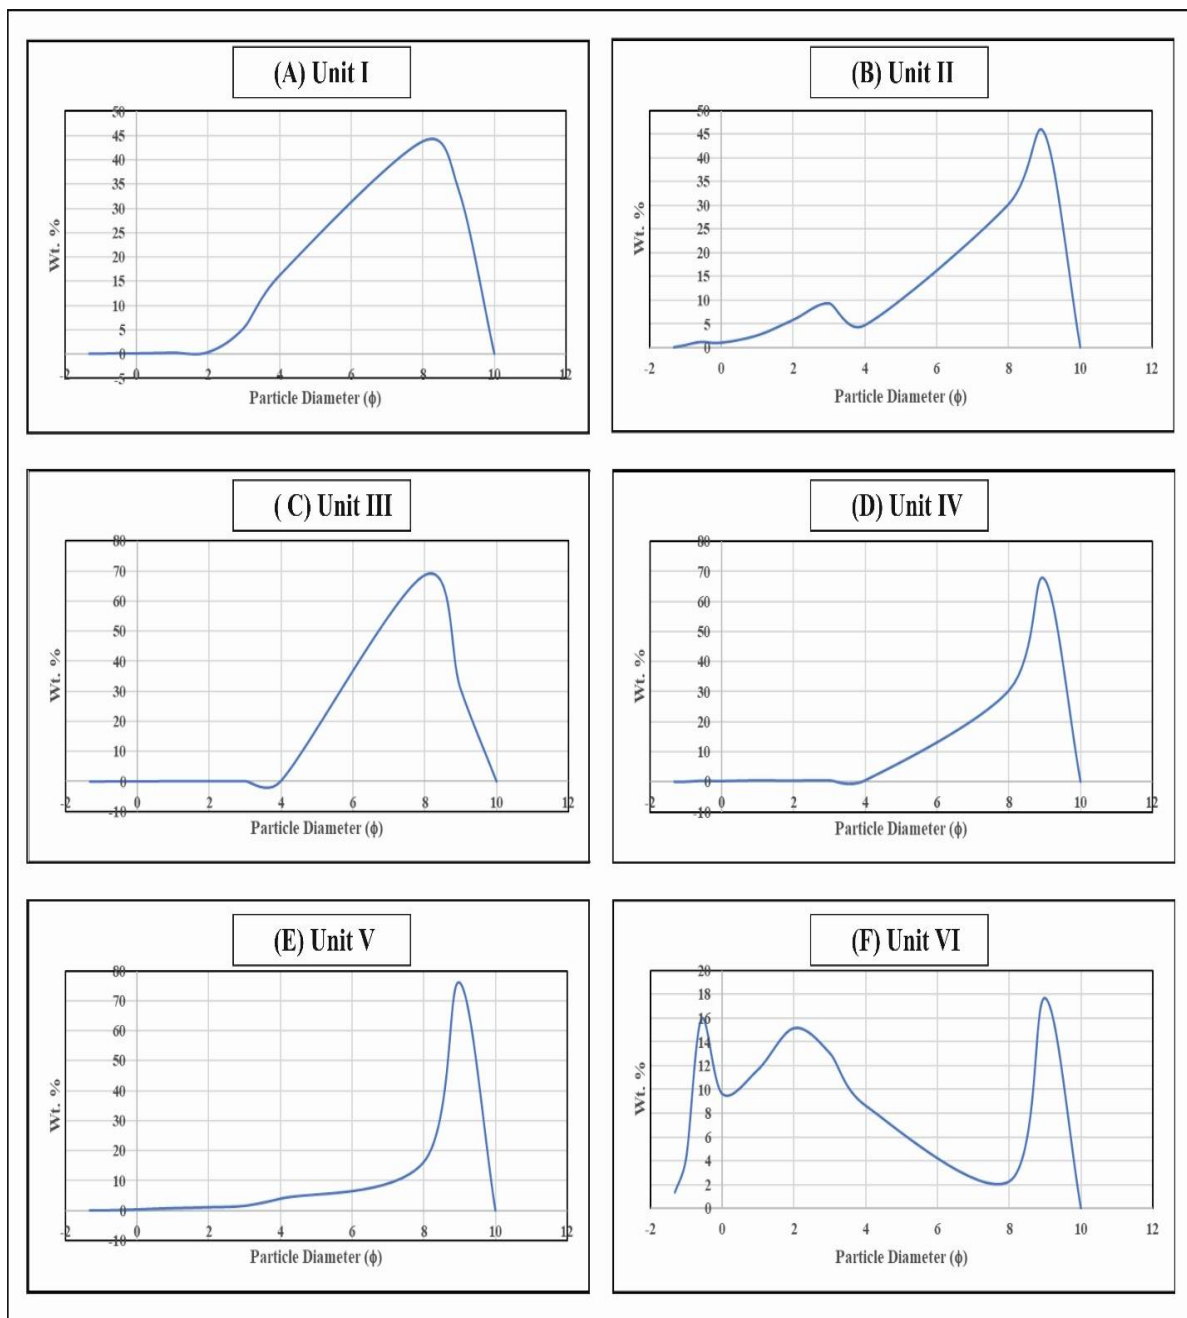 (A) Unit I
50
45
40
35
30
25
20
15
10
5
0
-5
-2 0 2 4 6 8 10 12
Wt. %
Particle Diameter (ϕ)
(B) Unit II
50
45
40
35
30
25
20
15
10
5
0
-2 0 2 4 6 8 10 12
Wt. %
Particle Diameter (ϕ)
( C) Unit III
80
70
60
50
40
30
20
10
0
-10
-2 0 2 4 6 8 10 12
Wt. %
Particle Diameter (ϕ)
(D) Unit IV
80
70
60
50
40
30
20
10
0
-10
-2 0 2 4 6 8 10 12
Wt. %
Particle Diameter (ϕ)
(E) Unit V
80
70
60
50
40
30
20
10
0
-10
-2 0 2 4 6 8 10 12
Wt. %
Particle Diameter (ϕ)
(F) Unit VI
20
18
16
14
12
10
8
6
4
2
0
-2 0 2 4 6 8 10 12
Wt. %
Particle Diameter (ϕ)